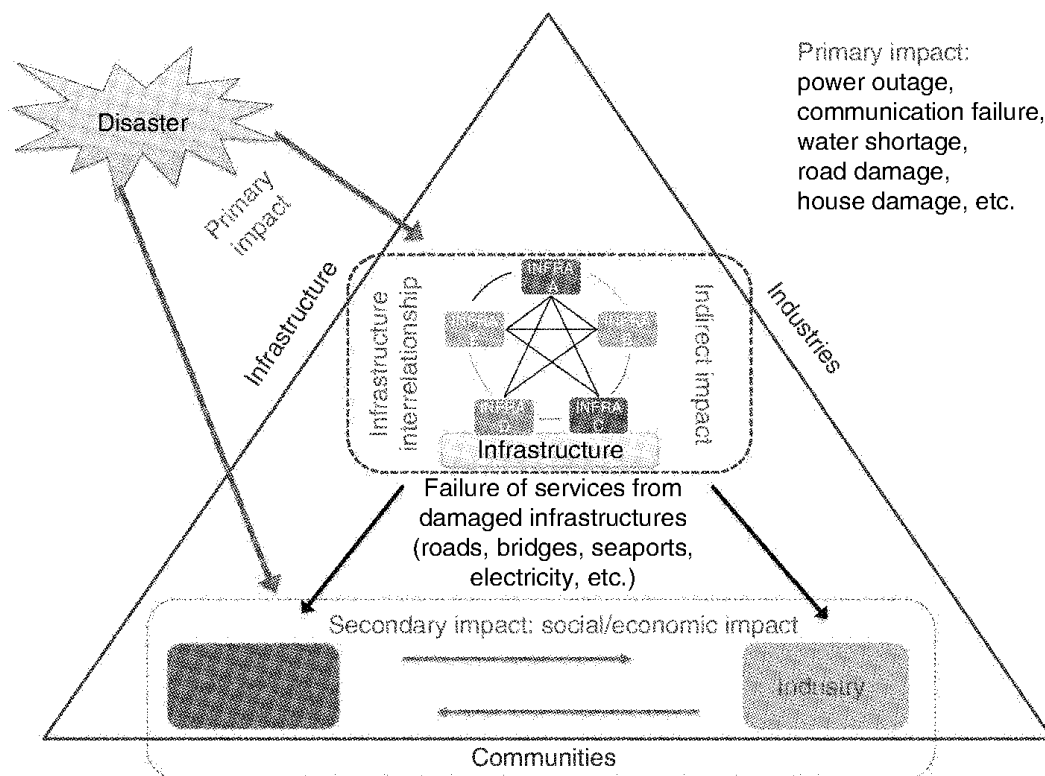 Disaster
Primary
impact
Primary impact:
power outage,
communication failure,
water shortage,
road damage,
house damage, etc.
Infrastructure
Industries
Infrastructure
interrelationship
INFRA
A
INFRA
INFRA
INFRA
D
INFRA
C
Indirect impact
Infrastructure
Failure of services from
damaged infrastructures
(roads, bridges, seaports,
electricity, etc.)
Secondary impact: social/economic impact
Industry
Communities